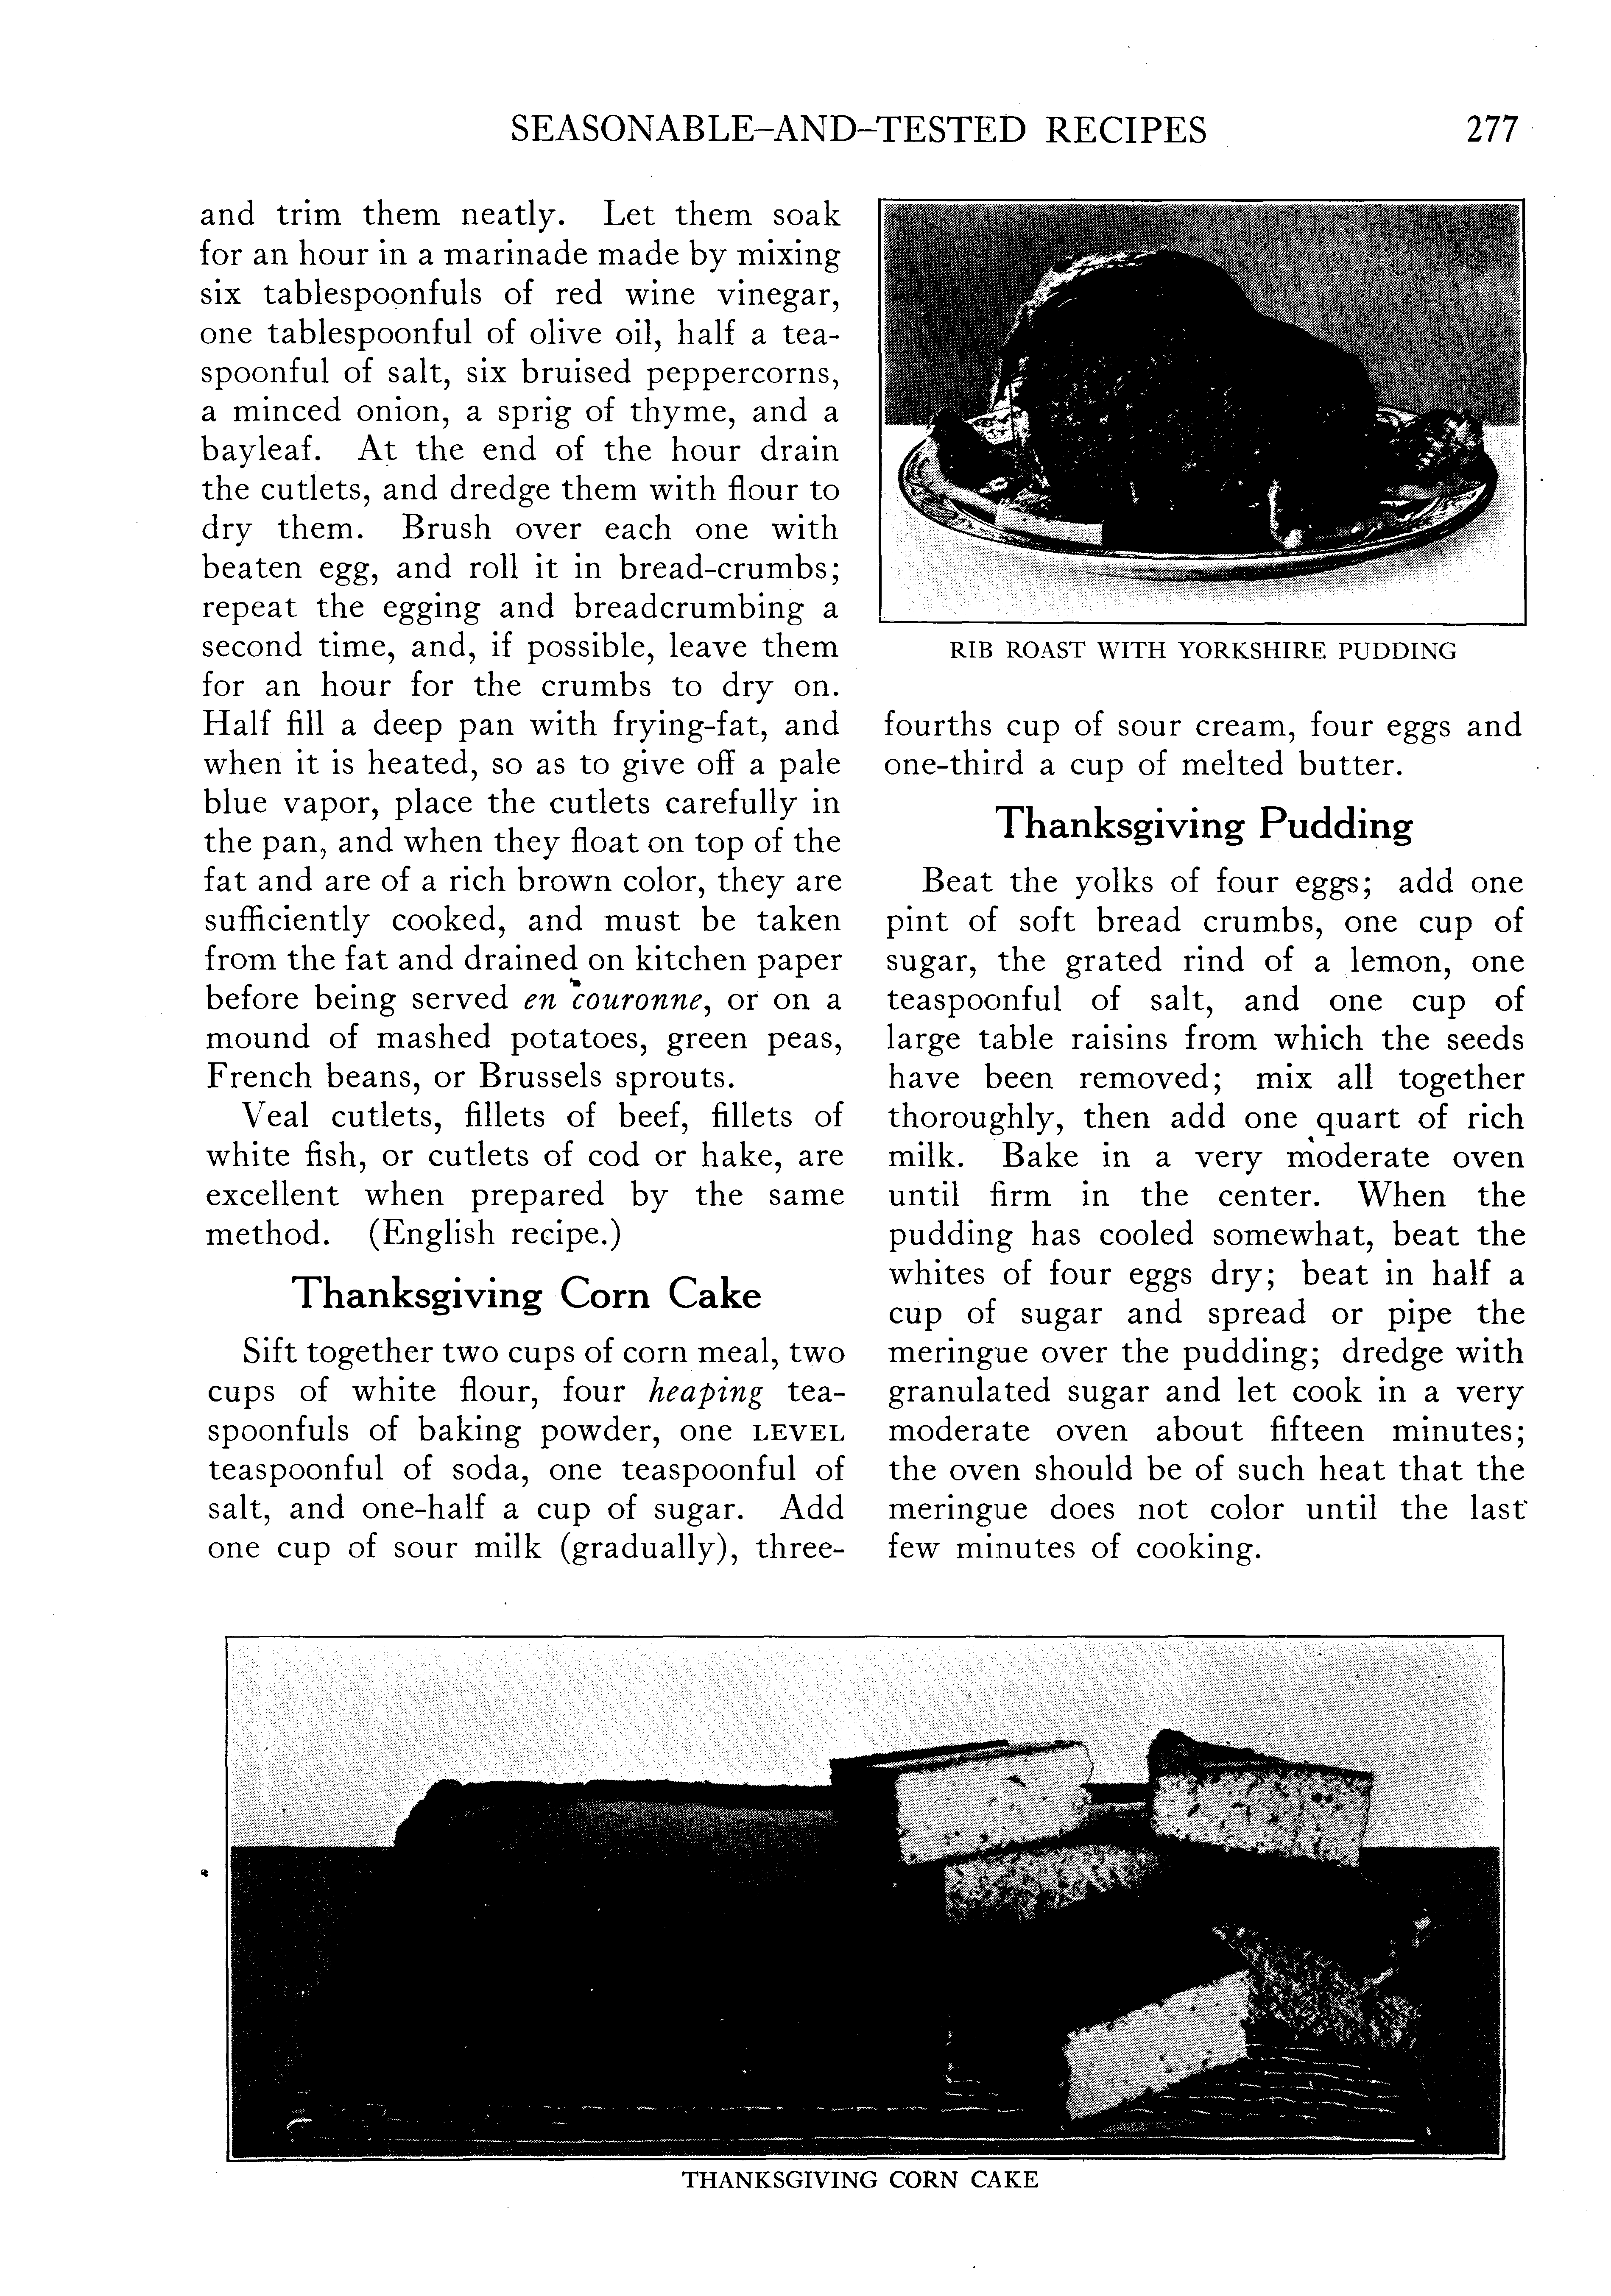 SEASONABLE–AND–TESTED RECIPES 277
and trim them neatly. Let them soak
for an hour in a marinade made by mixing
six tablespoonfuls of red wine vinegar,
one tablespoonful of olive oil, half a tea-
spoonful of salt, six bruised peppercorns,
a minced onion, a sprig of thyme, and a
bayleaf. At the end of the hour drain
the cutlets, and dredge them with flour to
dry them. Brush over each one with
beaten egg, and roll it in bread-crumbs;
repeat the egging and breadcrumbing a
second time, and, if possible, leave them
for an hour for the crumbs to dry on.
Half fill a deep pan with frying-fat, and
when it is heated, so as to give off a pale
blue vapor, place the cutlets carefully in
the pan, and when they float on top of the
fat and are of a rich brown color, they are
sufficiently cooked, and must be taken
from the fat and drained on kitchen paper
before being served en couronne, or on a
mound of mashed potatoes, green peas,
French beans, or Brussels sprouts.
Veal cutlets, fillets of beef, fillets of
white fish, or cutlets of cod or hake, are
excellent when prepared by the same
method. (English recipe.)
Thanksgiving Corn Cake
Sift together two cups of corn meal, two
cups of white flour, four heaping tea-
spoonfuls of baking powder, one LEVEL
teaspoonful of soda, one teaspoonful of
salt, and one-half a cup of sugar. Add
one cup of sour milk (gradually), three-
RIB ROAST WITH YORKSHIRE PUDDING
fourths cup of sour cream, four eggs and
one-third a cup of melted butter.
Thanksgiving Pudding
Beat the yolks of four eggs; add one
pint of soft bread crumbs, one cup of
sugar, the grated rind of a lemon, one
teaspoonful of salt, and one cup of
large table raisins from which the seeds
have been removed; mix all together
thoroughly, then add one quart of rich
milk. Bake in a very moderate oven
until firm in the center. When the
pudding has cooled somewhat, beat the
whites of four eggs dry; beat in half a
cup of sugar and spread or pipe the
meringue over the pudding; dredge with
granulated sugar and let cook in a very
moderate oven about fifteen minutes;
the oven should be of such heat that the
meringue does not color until the last
few minutes of cooking.
THANKSGIVING CORN CAKE